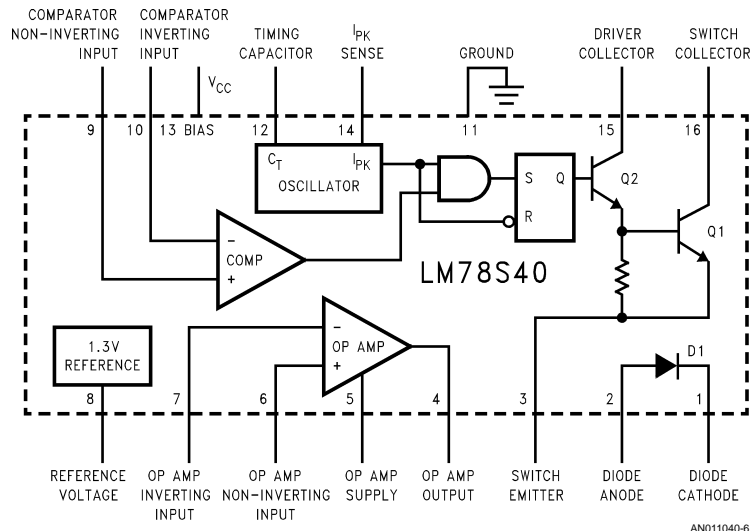 COMPARATOR
NON-INVERTING
INPUT
COMPARATOR
INVERTING
INPUT
VCC
TIMING
CAPACITOR
IPK
SENSE
GROUND
DRIVER
COLLECTOR
SWITCH
COLLECTOR
9
10
13 BIAS
12
14
11
15
16
CT
IPK
OSCILLATOR
S
Q
R
Q2
Q1
-
COMP
+
LM78S40
-
OP AMP
+
1.3V
REFERENCE
D1
8
7
6
5
4
3
2
1
REFERENCE
VOLTAGE
OP AMP
INVERTING
INPUT
OP AMP
NON-INVERTING
INPUT
OP AMP
SUPPLY
OP AMP
OUTPUT
SWITCH
EMITTER
DIODE
ANODE
DIODE
CATHODE
AN011040-6